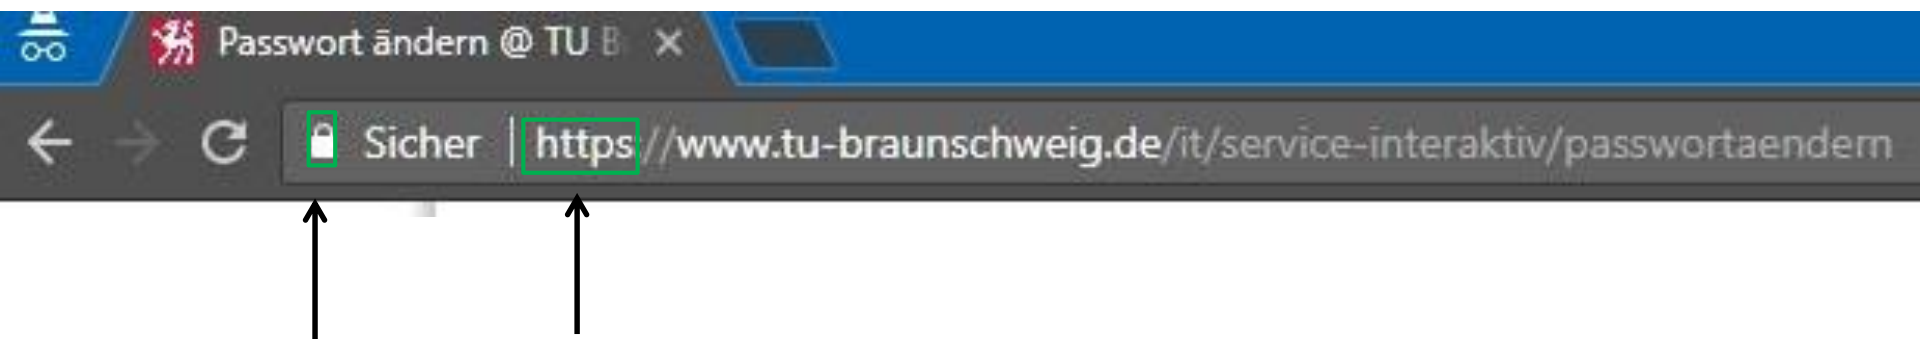 Passwort ändern @ TU B
Sicher | https://www.tu-braunschweig.de/it/service-interaktiv/passwortaendern